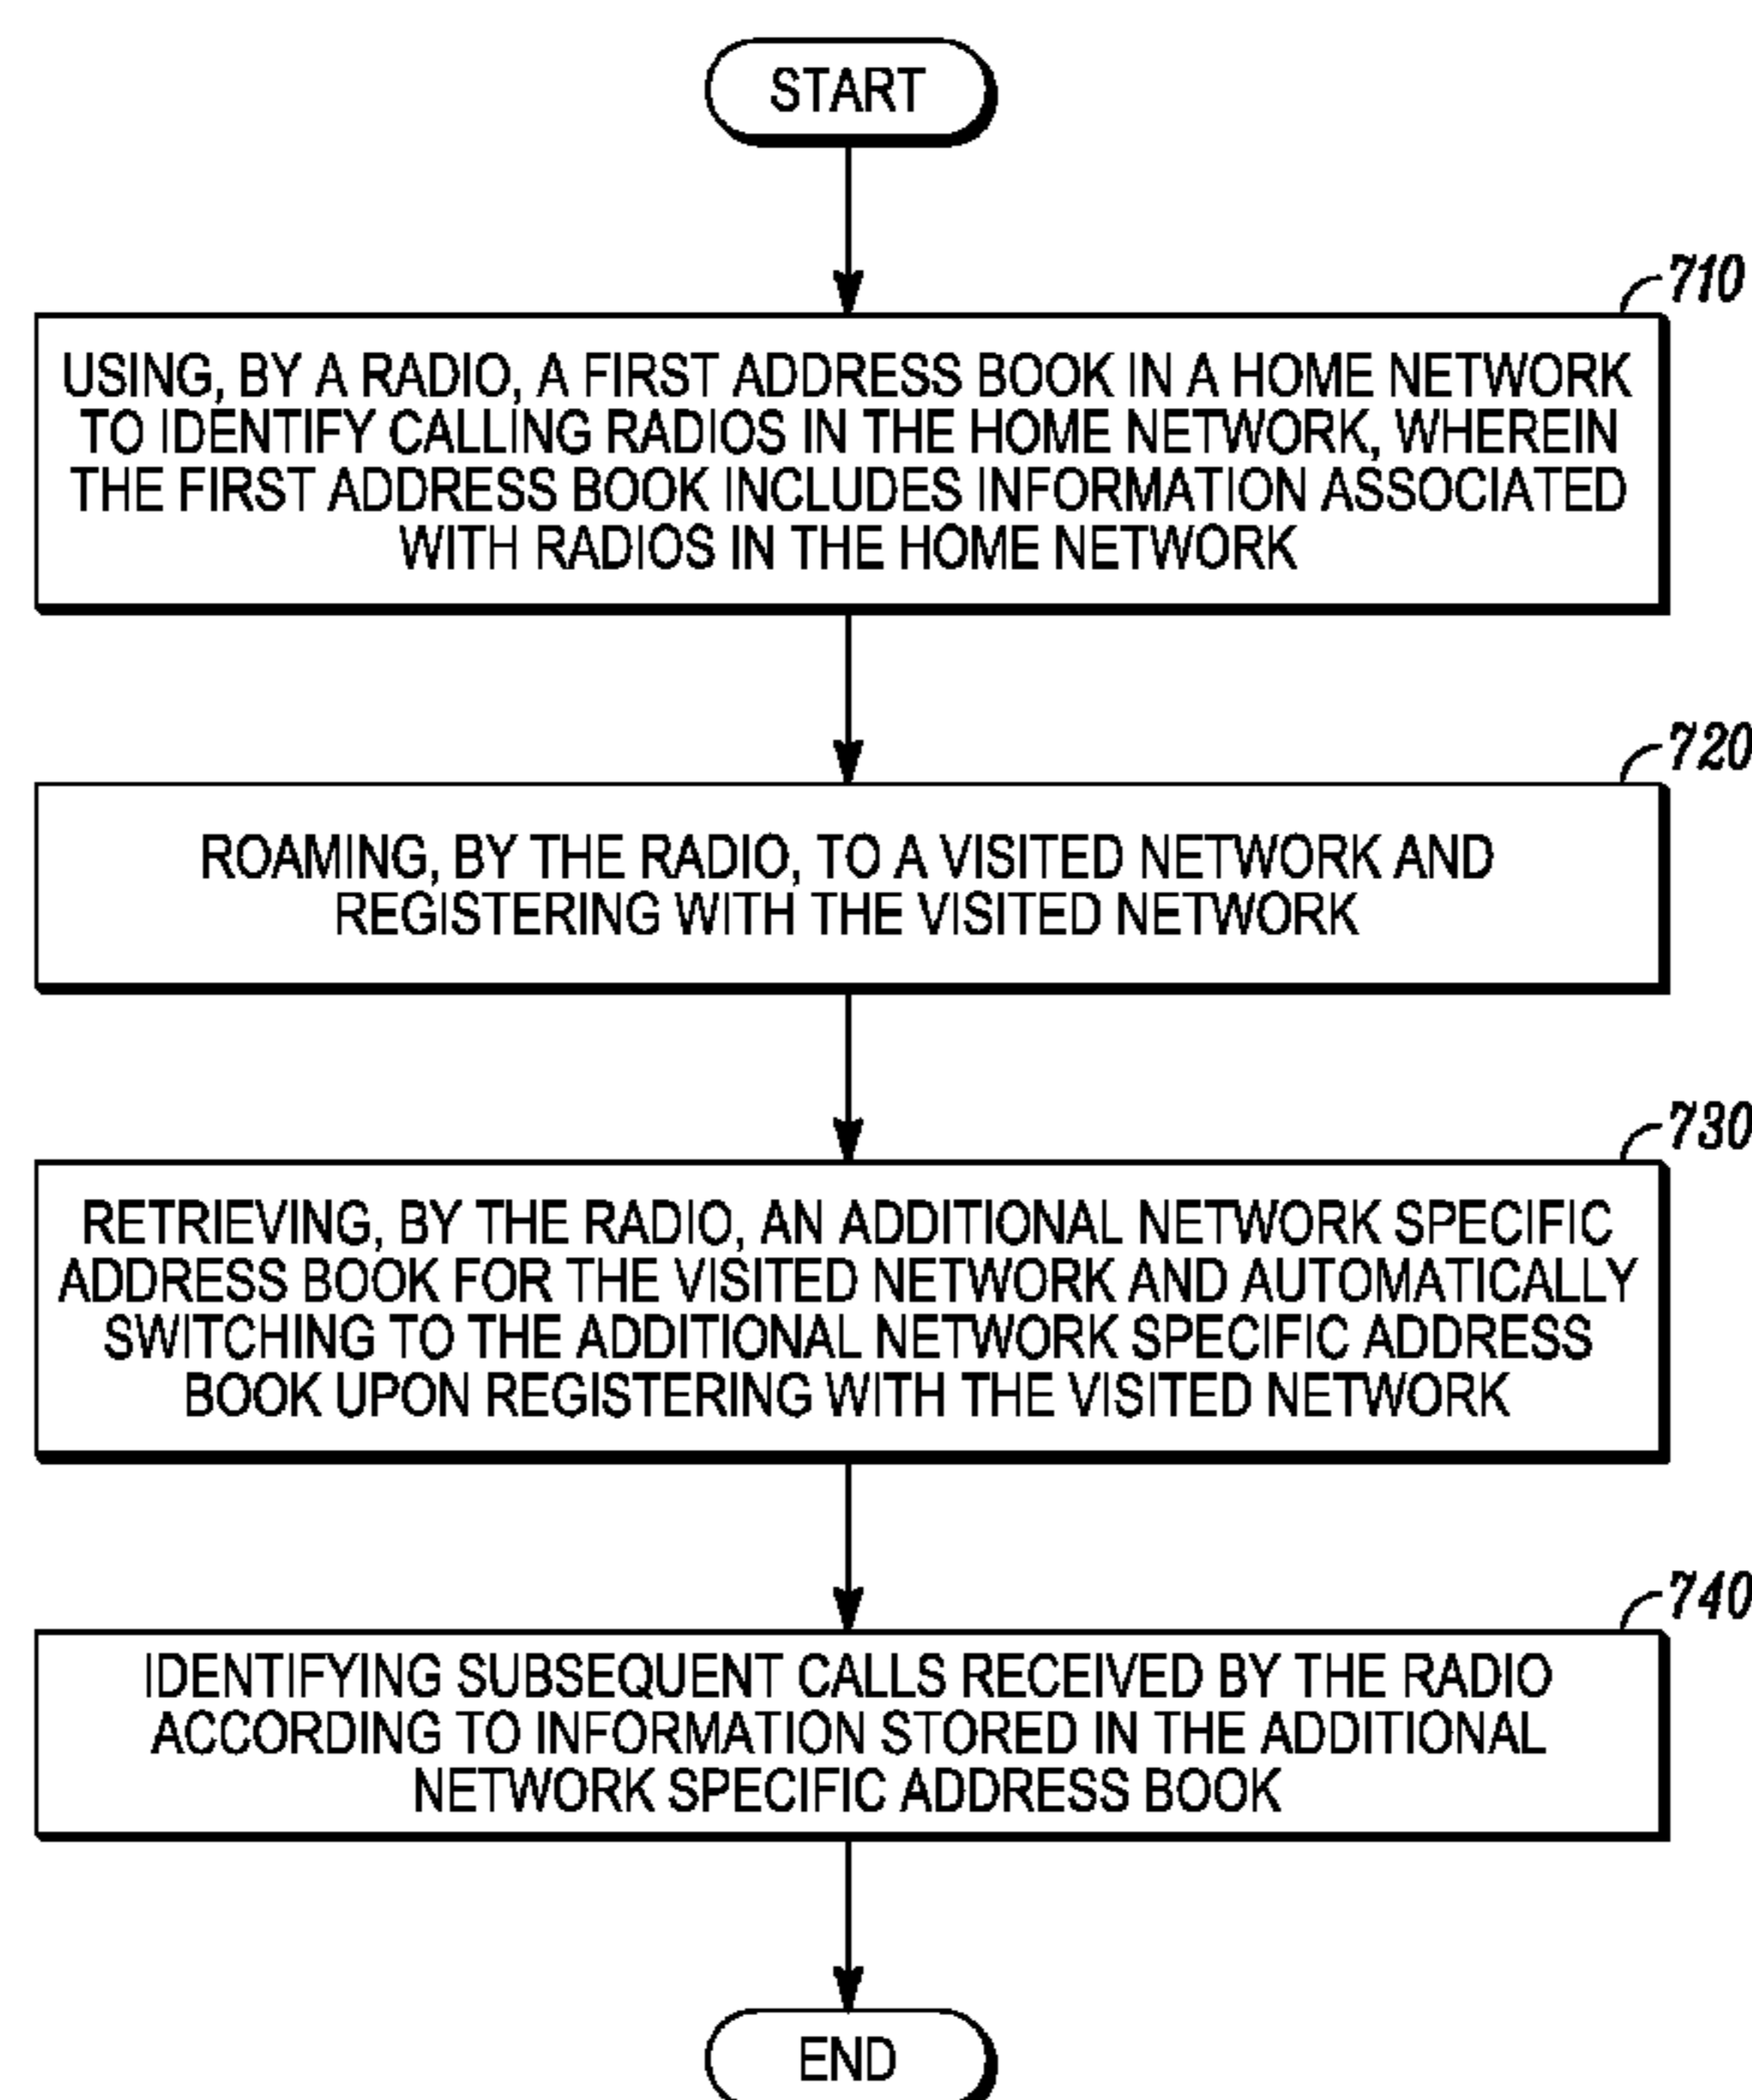 START
710
USING, BY A RADIO, A FIRST ADDRESS BOOK IN A HOME NETWORK
TO IDENTIFY CALLING RADIOS IN THE HOME NETWORK, WHEREIN
THE FIRST ADDRESS BOOK INCLUDES INFORMATION ASSOCIATED
WITH RADIOS IN THE HOME NETWORK
720
ROAMING, BY THE RADIO, TO A VISITED NETWORK AND
REGISTERING WITH THE VISITED NETWORK
730
RETRIEVING, BY THE RADIO, AN ADDITIONAL NETWORK SPECIFIC
ADDRESS BOOK FOR THE VISITED NETWORK AND AUTOMATICALLY
SWITCHING TO THE ADDITIONAL NETWORK SPECIFIC ADDRESS
BOOK UPON REGISTERING WITH THE VISITED NETWORK
740
IDENTIFYING SUBSEQUENT CALLS RECEIVED BY THE RADIO
ACCORDING TO INFORMATION STORED IN THE ADDITIONAL
NETWORK SPECIFIC ADDRESS BOOK
END